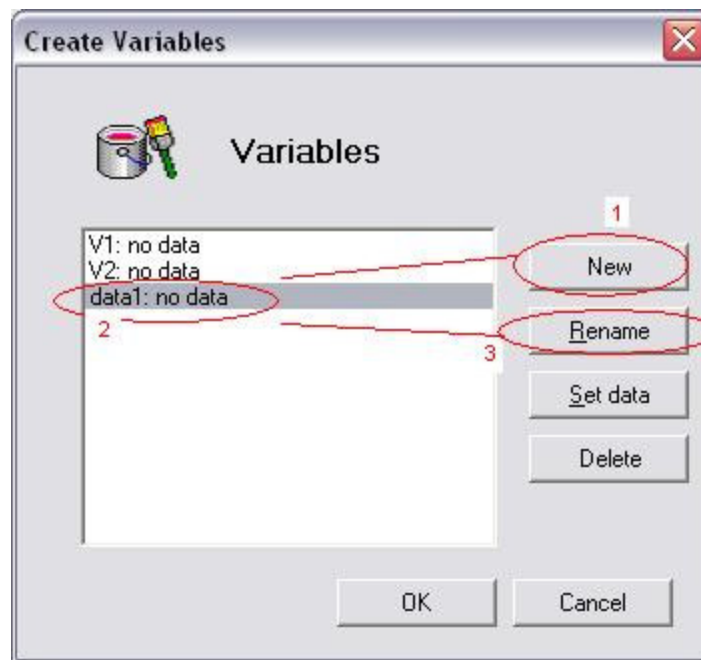 Create Variables
Variables
1
V1: no data
V2: no data
data1: no data
2
3
New
Rename
Set data
Delete
OK
Cancel